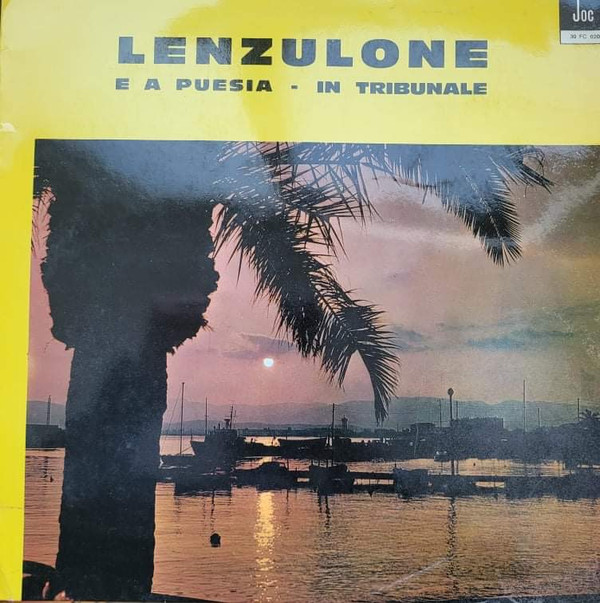 Joc
LENZULONE
E A PUESIA - IN TRIBUNALE